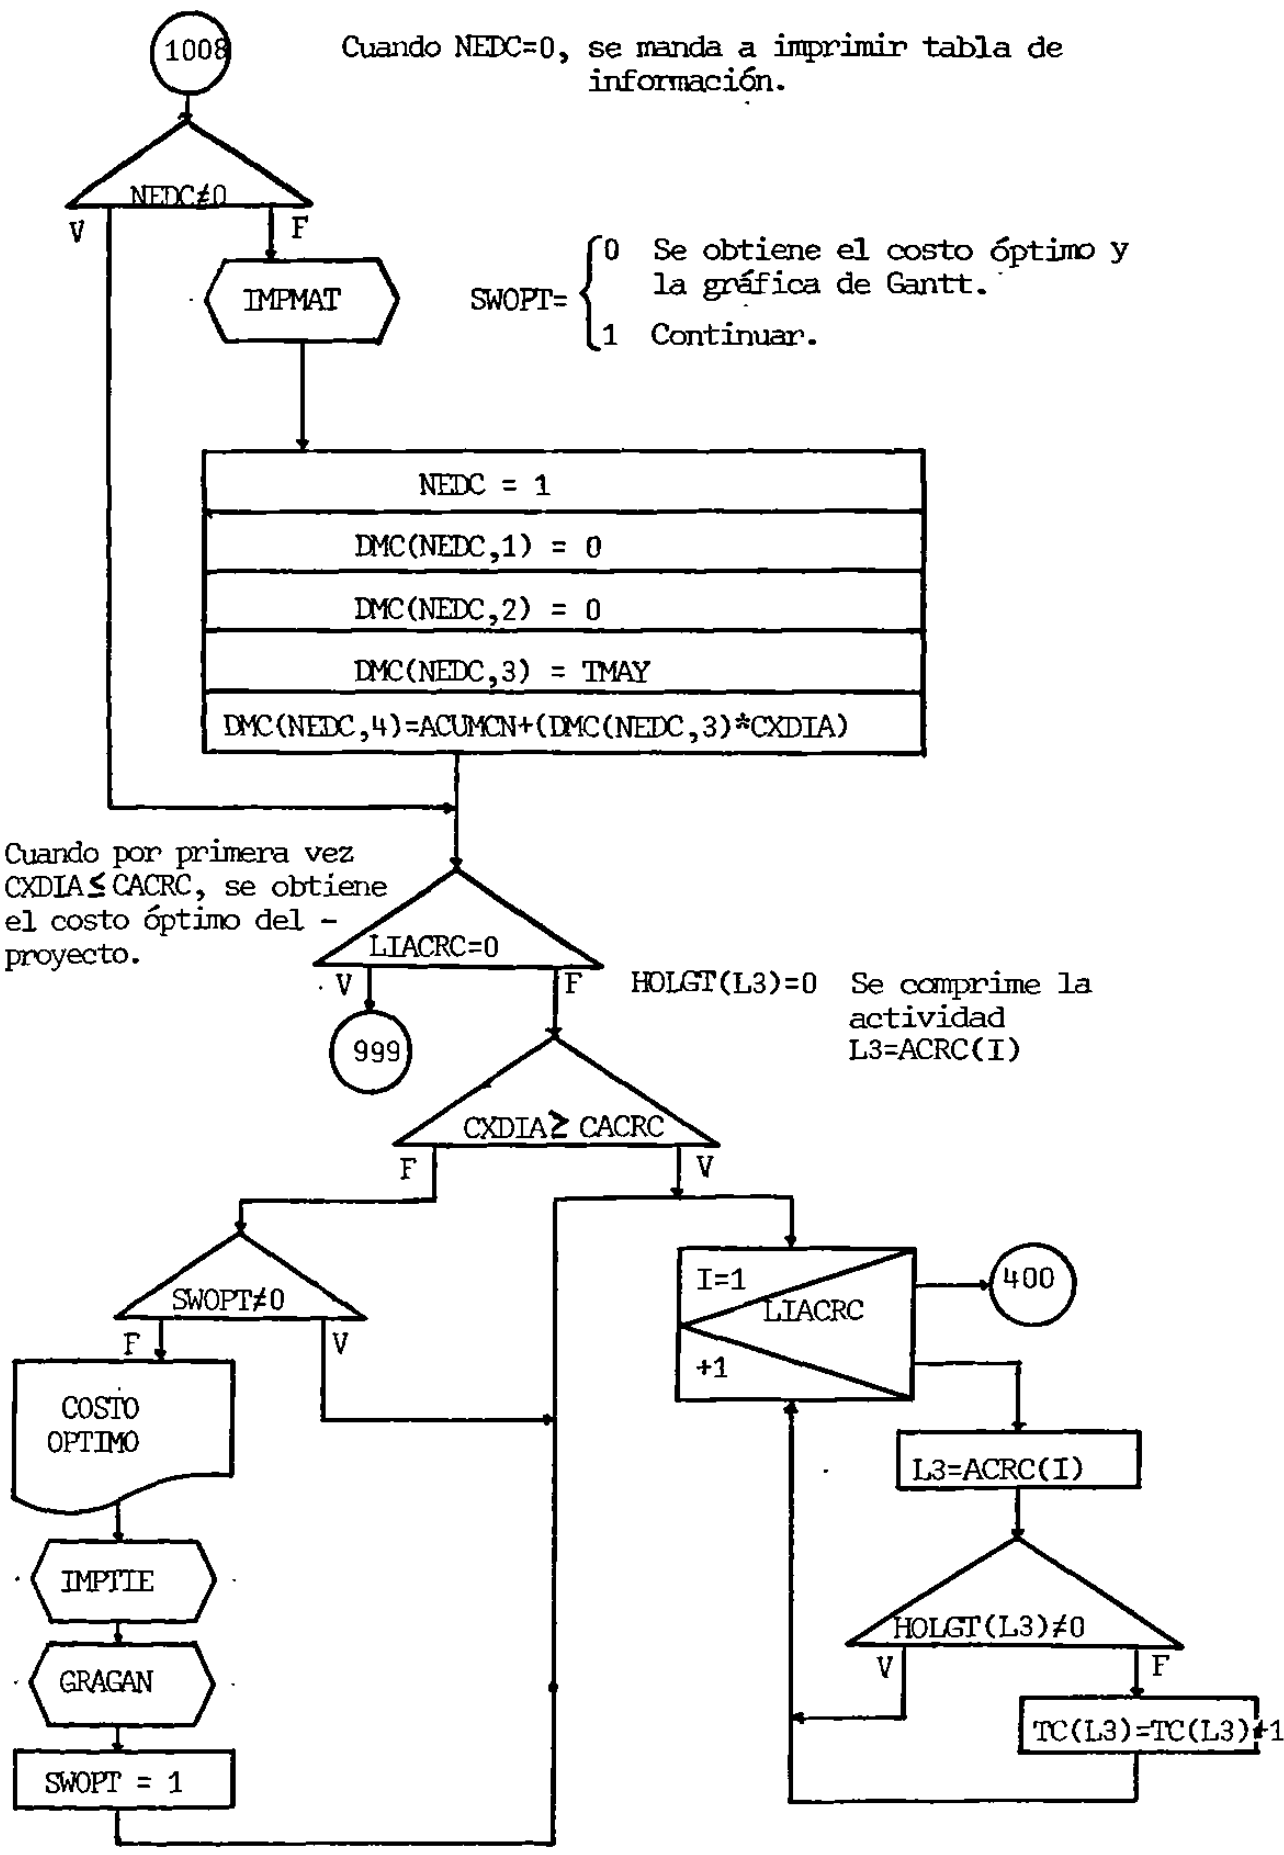 1008
Cuando NEDC=0, se manda a imprimir tabla de
información.
NEDC≠0
V
F
IMPMAT
SWOPT=
0 Se obtiene el costo óptimo y
la gráfica de Gantt.
1 Continuar.
NEDC = 1
DMC(NEDC,1) = 0
DMC(NEDC,2) = 0
DMC(NEDC,3) = TMAY
DMC(NEDC,4)=ACUMCN+(DMC(NEDC,3)*CXDIA)
Cuando por primera vez
CXDIA≤CACRC, se obtiene
el costo óptimo del -
proyecto.
LIACRC=0
V
F
999
HOLGT(L3)=0 Se comprime la
actividad
L3=ACRC(I)
CXDIA≥ CACRC
F
V
SWOPT≠0
F
V
COSTO
OPTIMO
IMPTIE
GRAGAN
SWOPT = 1
I=1
LIACRC
+1
400
L3=ACRC(I)
HOLGT(L3)≠0
V
F
TC(L3)=TC(L3)+1